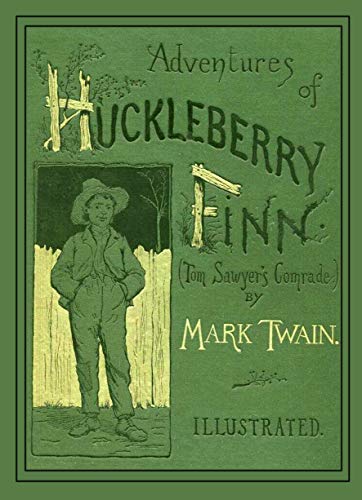 Adventures
of
HUCKLEBERRY
FINN.
(Tom Sawyer's Comrade.)
BY
MARK TWAIN.
ILLUSTRATED.